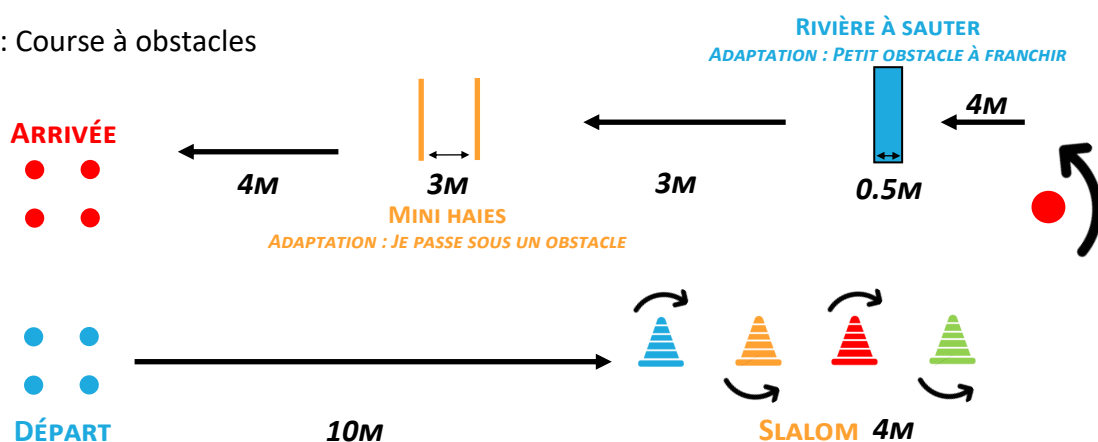 : Course à obstacles
RIVIÈRE À SAUTER
ADAPTATION : PETIT OBSTACLE À FRANCHIR
4M
ARRIVÉE
4M
3M
3M
0.5M
MINI HAIES
ADAPTATION : JE PASSE SOUS UN OBSTACLE
DÉPART
10M
SLALOM 4M